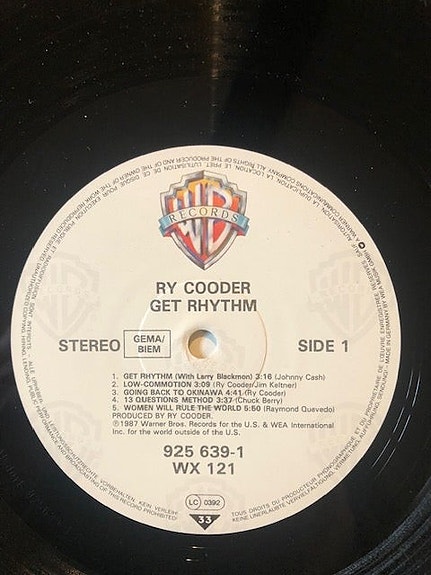 WB
RECORDS
RY COODER
GET RHYTHM
STEREO GEMA/BIEM SIDE 1
1. GET RHYTHM (With Larry Blackmon) 3:16 (Johnny Cash)
2. LOW-COMMOTION 3:09 (Ry Cooder/Jim Keltner)
3. GOING BACK TO OKINAWA 4:41 (Ry Cooder)
4. 13 QUESTIONS METHOD 3:37 (Chuck Berry)
5. WOMEN WILL RULE THE WORLD 5:50 (Raymond Quevedo)
PRODUCED BY RY COODER.
℗1987 Warner Bros. Records for the U.S. & WEA International
Inc. for the world outside of the U.S.
925 639-1
WX 121
LC 0392
33